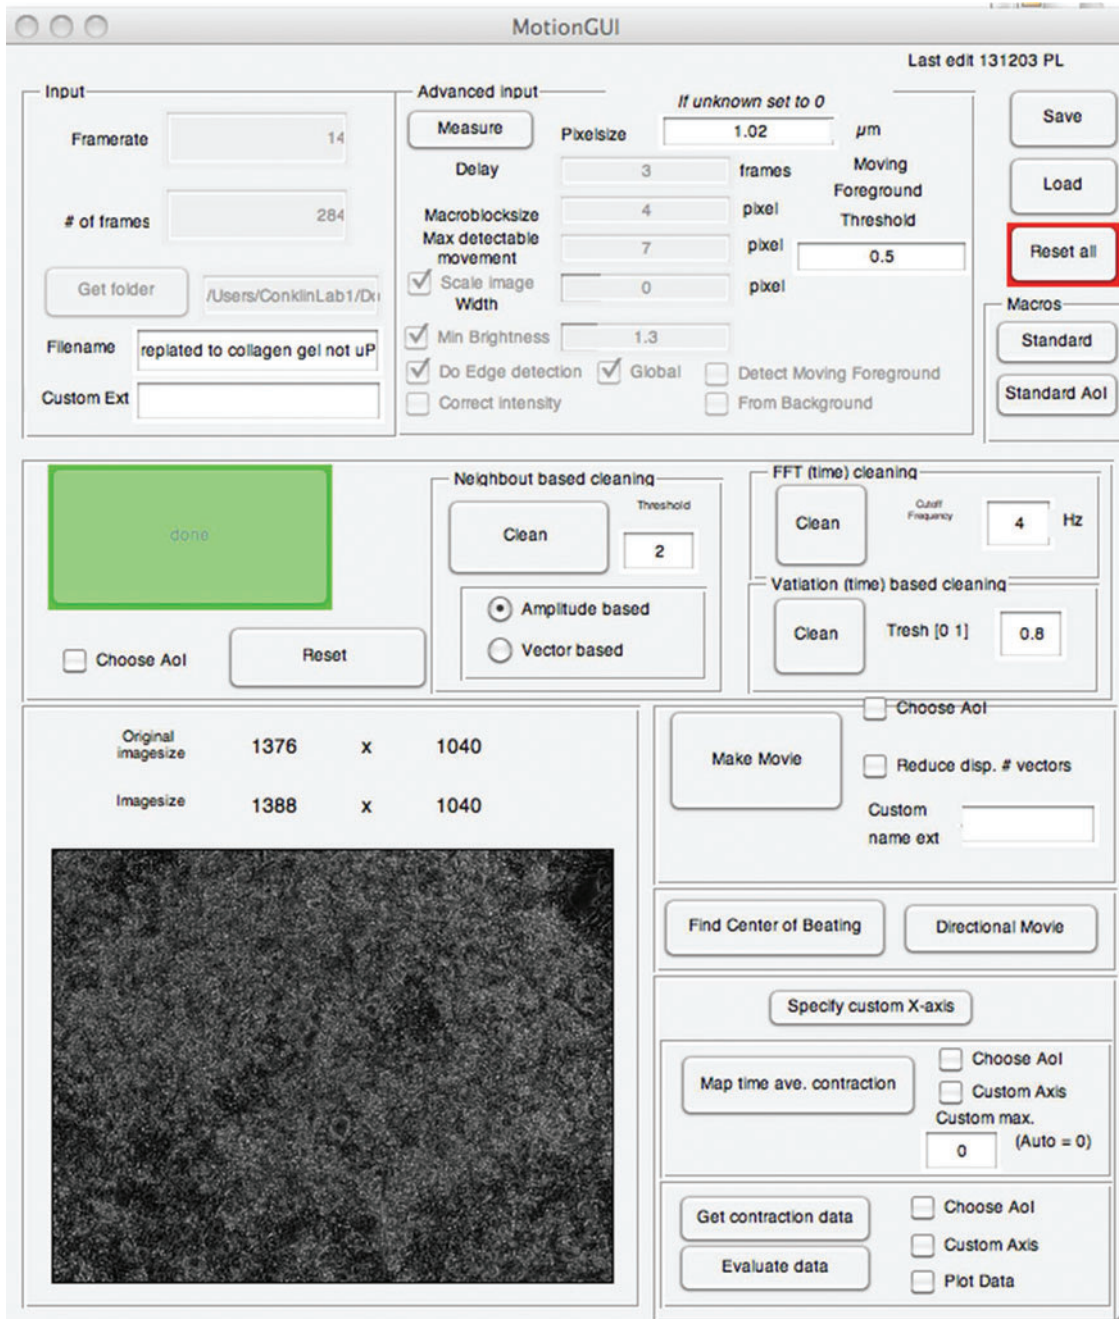 MotionGUI
Last edit 131203 PL
Input
Framerate 14
# of frames 284
Get folder /Users/ConklinLab1/Do
Filename replated to collagen gel not uP
Custom Ext
Advanced input
If unknown set to 0
Measure Pixelsize 1.02 µm
Delay 3 frames
Macroblocksize 4 pixel
Max detectable
movement 7 pixel
Scale image
Width 0 pixel
Min Brightness 1.3
Do Edge detection Global Detect Moving Foreground
Correct intensity From Background
Moving
Foreground
Threshold
0.5
Save
Load
Reset all
Macros
Standard
Standard AoI
done
Choose AoI Reset
Neighbout based cleaning
Clean Threshold
2
Amplitude based
Vector based
FFT (time) cleaning
Clean Cutoff
Frequency 4 Hz
Vatiation (time) based cleaning
Clean Tresh [0 1] 0.8
Original
imagesize 1376 x 1040
Imagesize 1388 x 1040
Make Movie
Choose AoI
Reduce disp. # vectors
Custom
name ext
Find Center of Beating Directional Movie
Specify custom X-axis
Map time ave. contraction
Choose AoI
Custom Axis
Custom max.
0 (Auto = 0)
Get contraction data
Evaluate data
Choose AoI
Custom Axis
Plot Data